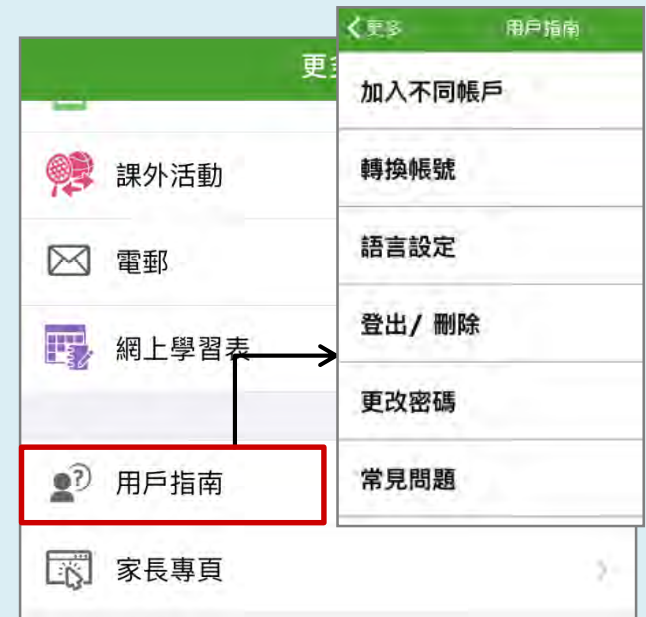 更
課外活動
電郵
網上學習表
用戶指南
家長專頁
更多
用戶指南
加入不同帳戶
轉換帳號
語言設定
登出/ 刪除
更改密碼
常見問題